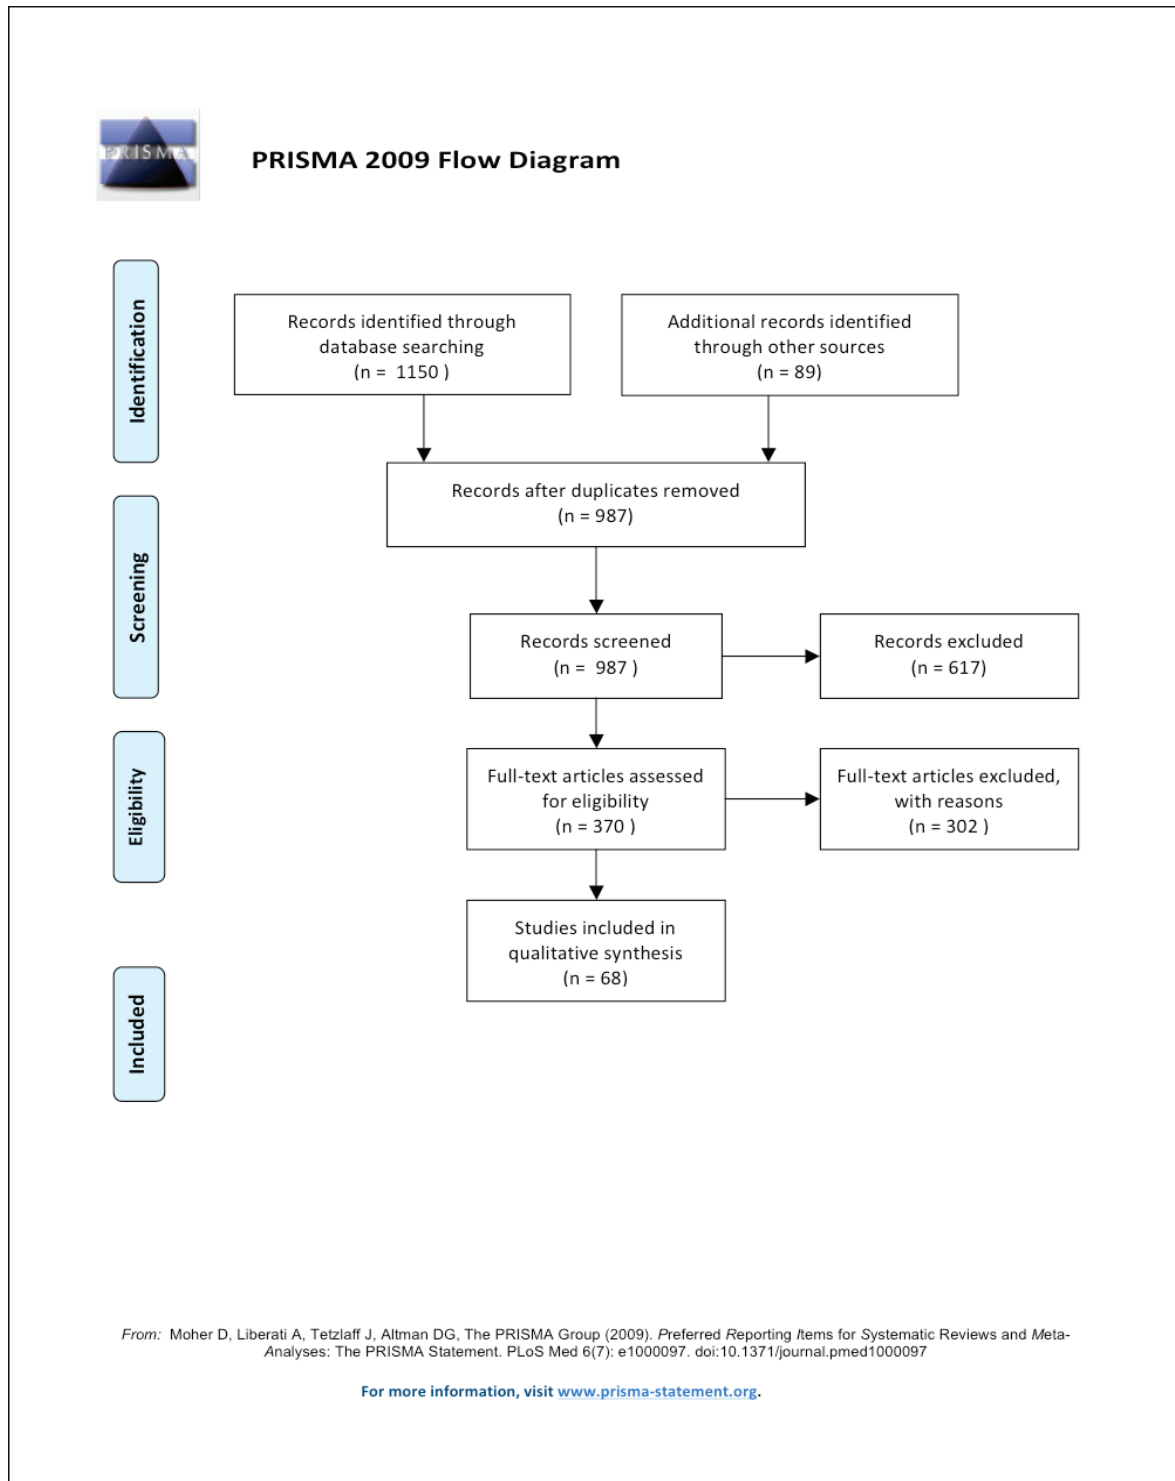 PRISMA
PRISMA 2009 Flow Diagram
Identification
Records identified through
database searching
(n =  1150 )
Additional records identified
through other sources
(n = 89)
Records after duplicates removed
(n = 987)
Screening
Records screened
(n =  987 )
Records excluded
(n = 617)
Eligibility
Full-text articles assessed
for eligibility
(n = 370 )
Full-text articles excluded,
with reasons
(n = 302 )
Studies included in
qualitative synthesis
(n = 68)
Included
From:  Moher D, Liberati A, Tetzlaff J, Altman DG, The PRISMA Group (2009). Preferred Reporting Items for Systematic Reviews and Meta-
Analyses: The PRISMA Statement. PLoS Med 6(7): e1000097. doi:10.1371/journal.pmed1000097
For more information, visit www.prisma-statement.org.